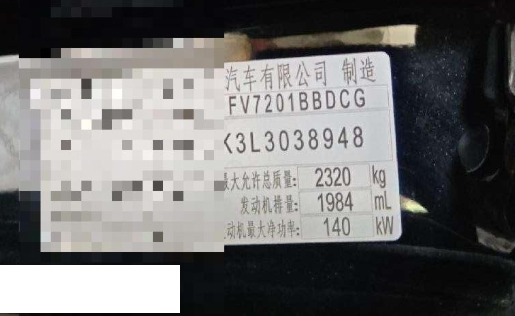 汽车有限公司 制造
FV7201BBDCG
K3L3038948
最大允许总质量: 2320 kg
发动机排量: 1984 mL
发动机最大净功率: 140 kW